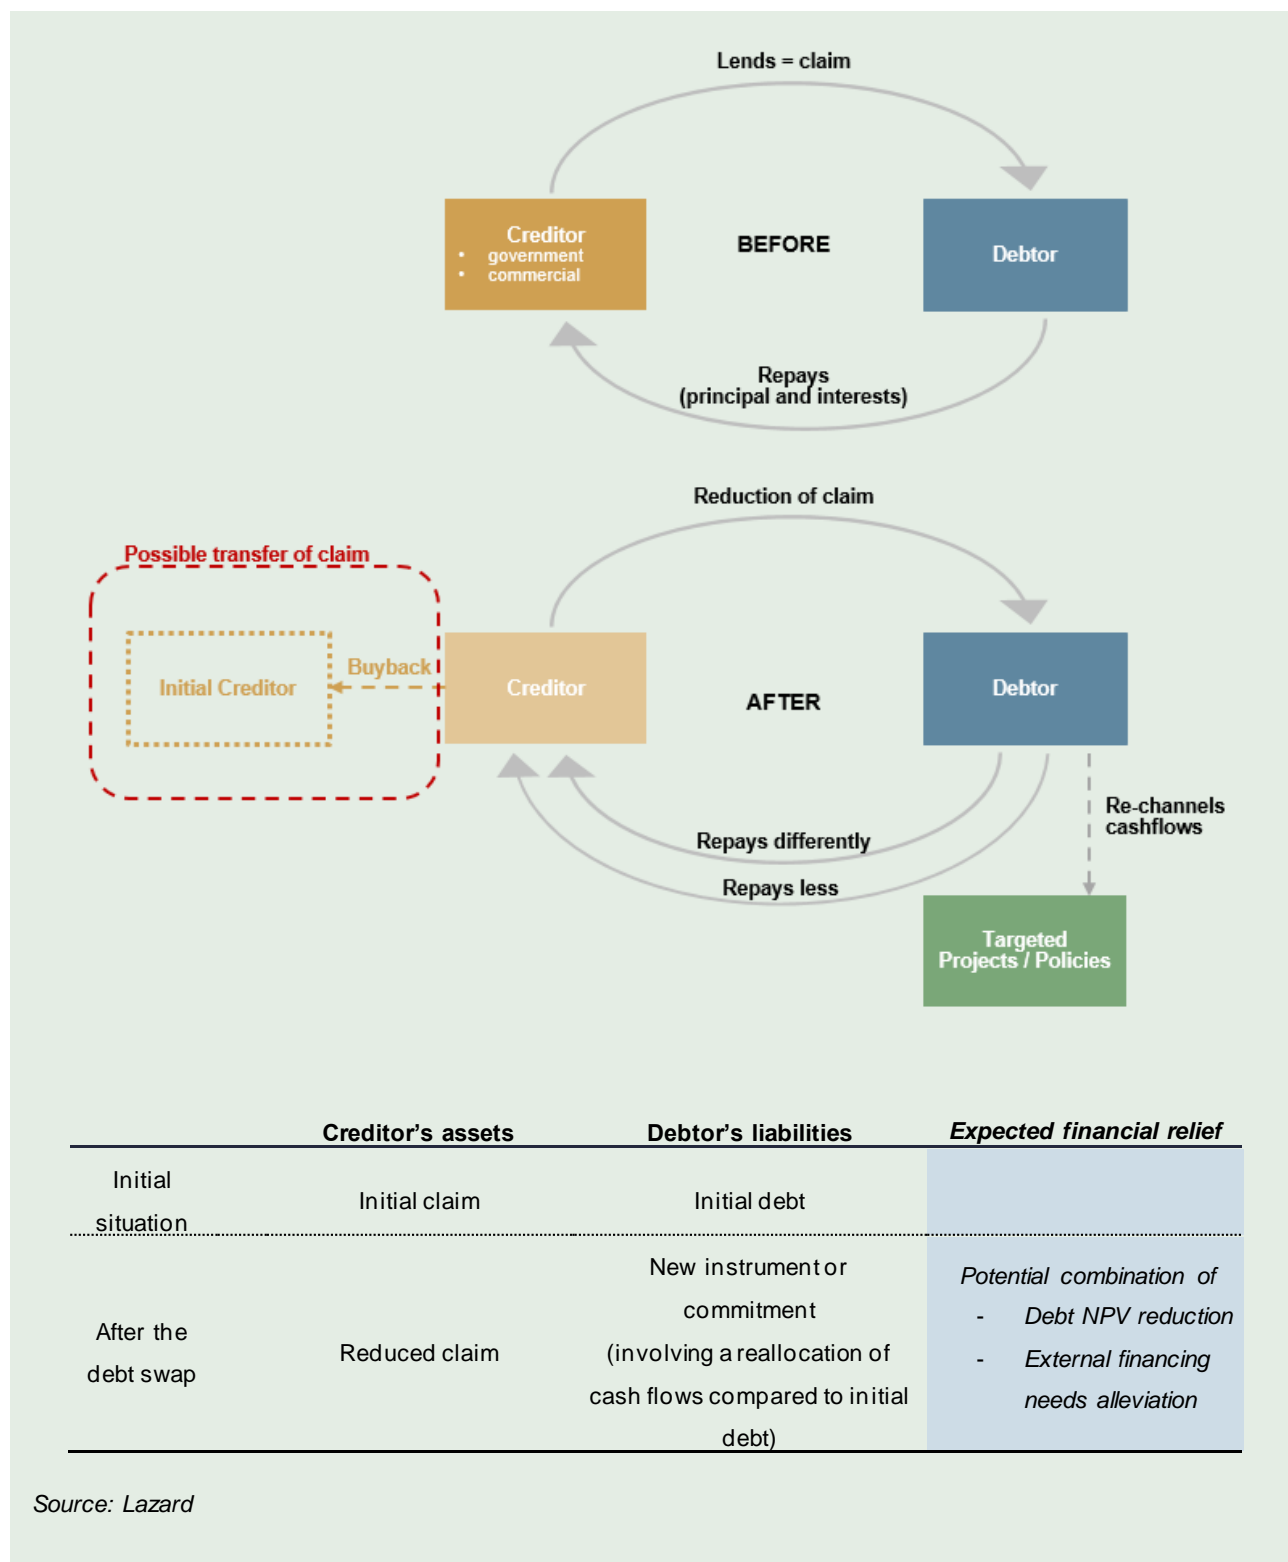 Lends = claim
Creditor
• government
• commercial
BEFORE
Debtor
Repays
(principal and interests)
Reduction of claim
Possible transfer of claim
Initial Creditor
Buyback
Creditor
AFTER
Debtor
Re-channels
cashflows
Repays differently
Repays less
Targeted
Projects / Policies
Creditor’s assets
Debtor’s liabilities
Expected financial relief
Initial
situation
Initial claim
Initial debt
After the
debt swap
Reduced claim
New instrument or
commitment
(involving a reallocation of
cash flows compared to initial
debt)
Potential combination of
- Debt NPV reduction
- External financing
needs alleviation
Source: Lazard